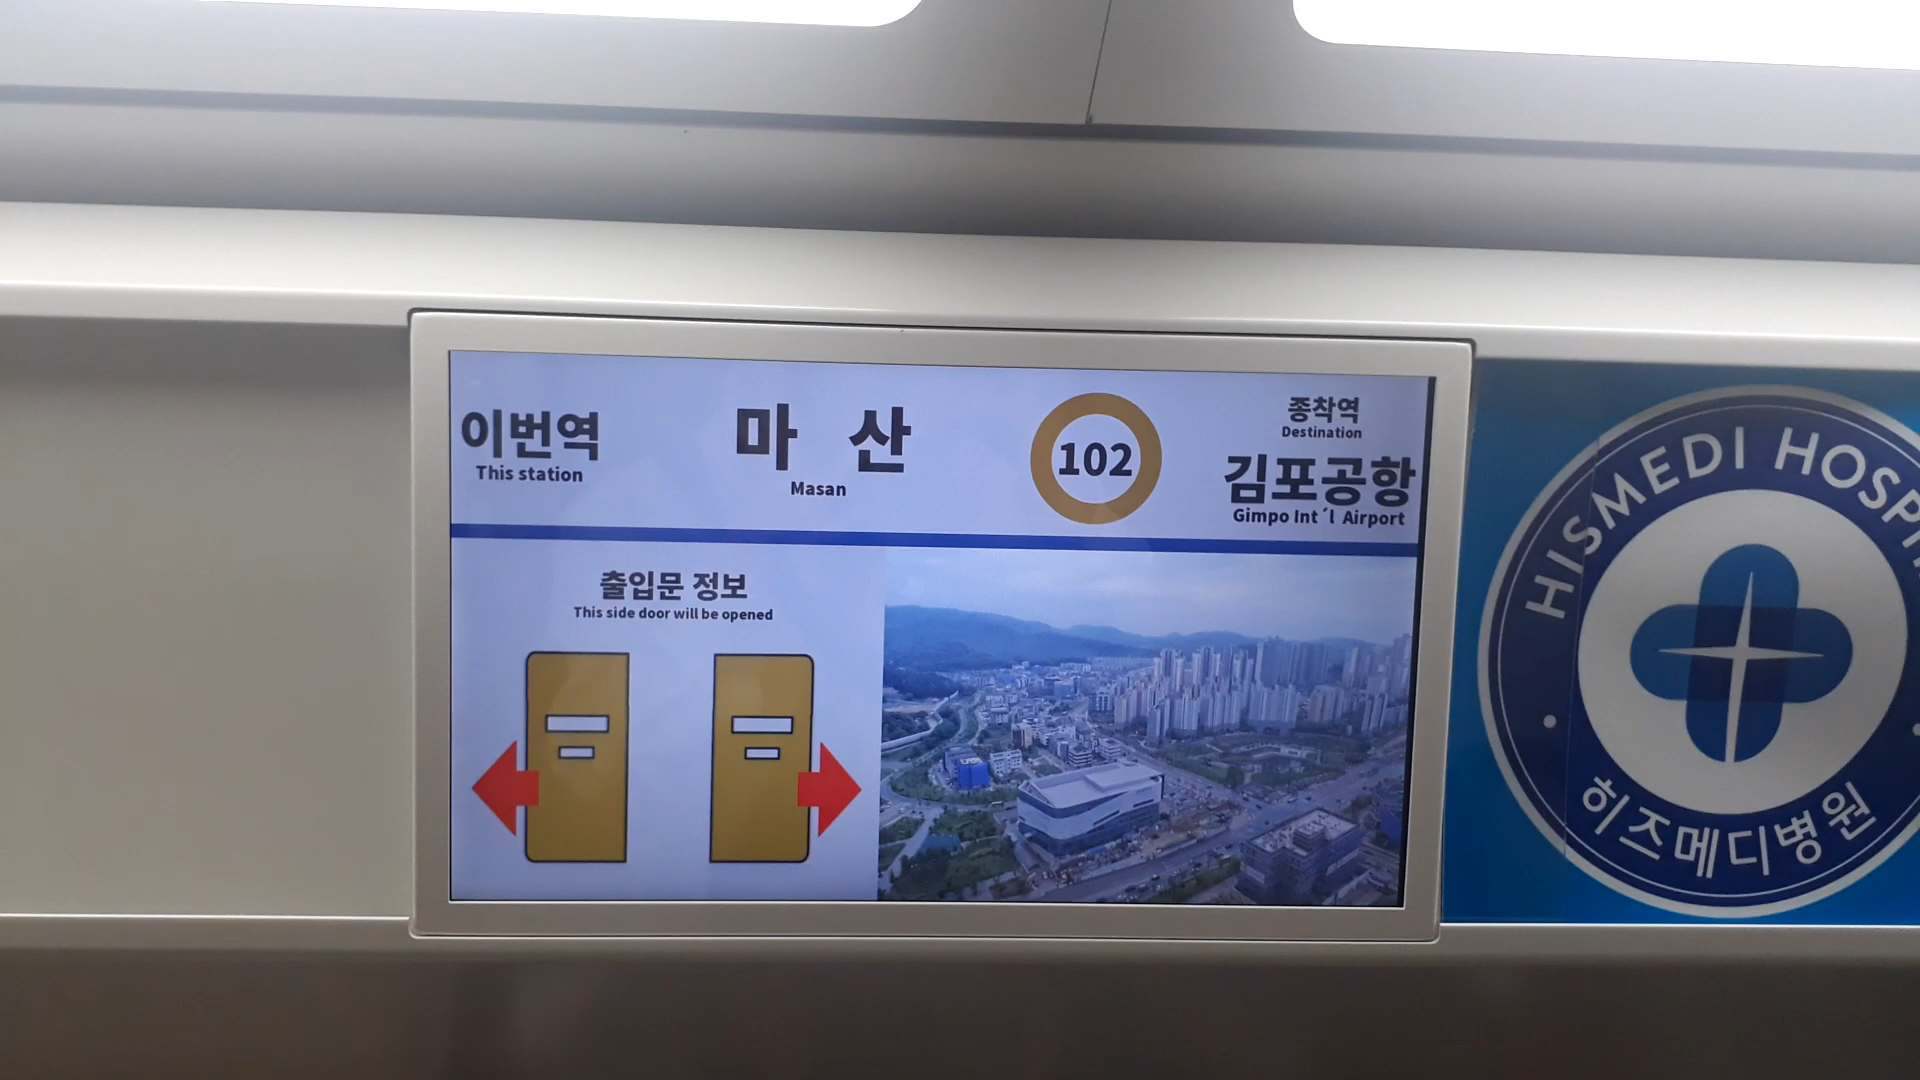 이번역
This station
마 산
Masan
102
종착역
Destination
김포공항
Gimpo Int´l Airport
출입문 정보
This side door will be opened
HISMEDI
히즈메디병원